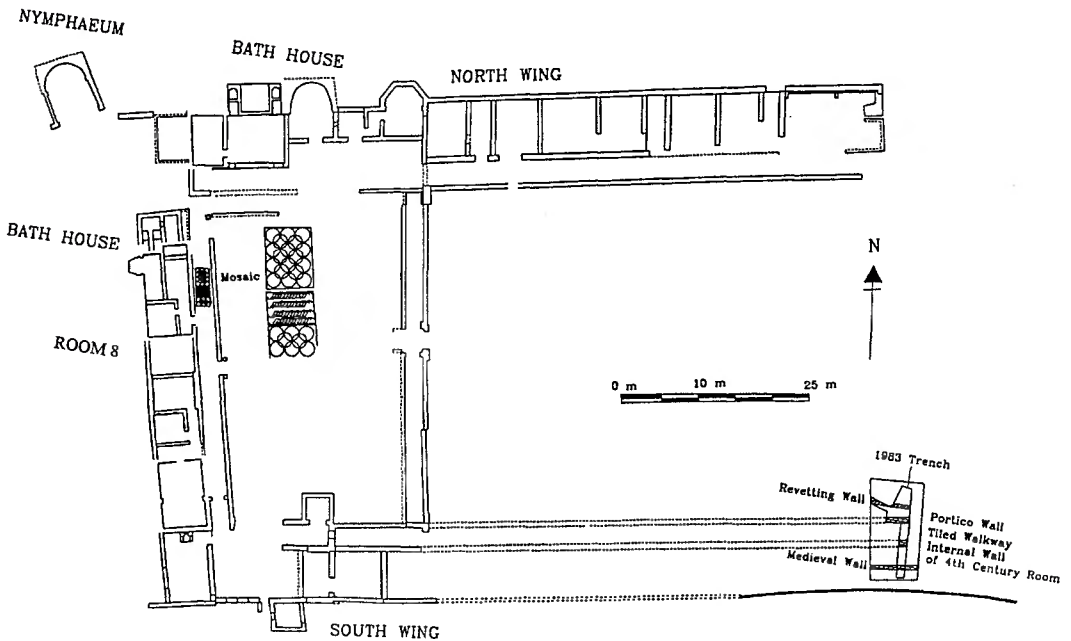 NYMPHAEUM
BATH HOUSE
NORTH WING
BATH HOUSE
Mosaic
N
ROOM 8
0 m 10 m 25 m
1983 Trench
Revetting Wall
Portico Wall
Tiled Walkway
Internal Wall
of 4th Century Room
Medieval Wall
SOUTH WING